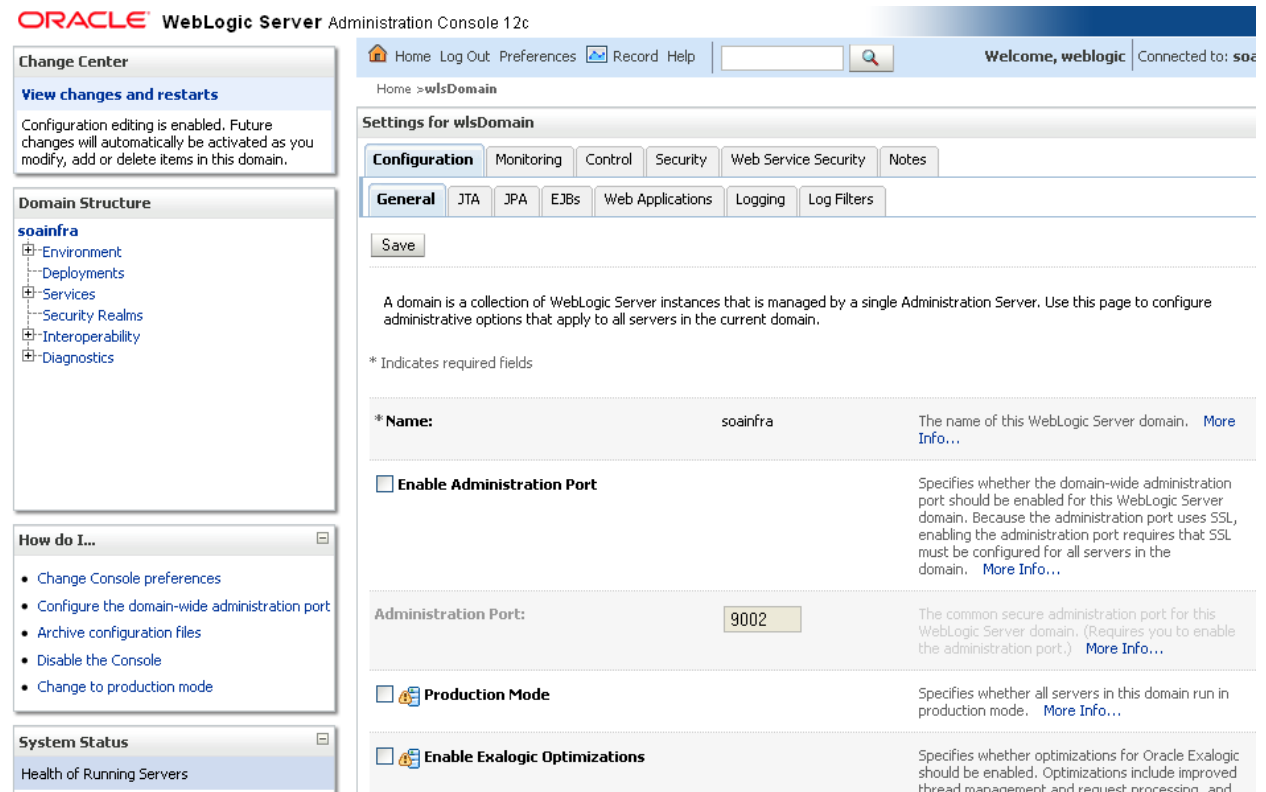 ORACLE WebLogic Server Administration Console 12c
Change Center
View changes and restarts
Configuration editing is enabled. Future
changes will automatically be activated as you
modify, add or delete items in this domain.
Domain Structure
soainfra
Environment
Deployments
Services
Security Realms
Interoperability
Diagnostics
How do I...
Change Console preferences
Configure the domain-wide administration port
Archive configuration files
Disable the Console
Change to production mode
System Status
Health of Running Servers
Home Log Out Preferences Record Help
Welcome, weblogic Connected to: soa
Home >wlsDomain
Settings for wlsDomain
Configuration Monitoring Control Security Web Service Security Notes
General JTA JPA EJBs Web Applications Logging Log Filters
Save
A domain is a collection of WebLogic Server instances that is managed by a single Administration Server. Use this page to configure
administrative options that apply to all servers in the current domain.
* Indicates required fields
* Name: soainfra
The name of this WebLogic Server domain. More
Info...
Enable Administration Port
Specifies whether the domain-wide administration
port should be enabled for this WebLogic Server
domain. Because the administration port uses SSL,
enabling the administration port requires that SSL
must be configured for all servers in the
domain. More Info...
Administration Port: 9002
The common secure administration port for this
WebLogic Server domain. (Requires you to enable
the administration port.) More Info...
Production Mode
Specifies whether all servers in this domain run in
production mode. More Info...
Enable Exalogic Optimizations
Specifies whether optimizations for Oracle Exalogic
should be enabled. Optimizations include improved
thread management and request processing, and